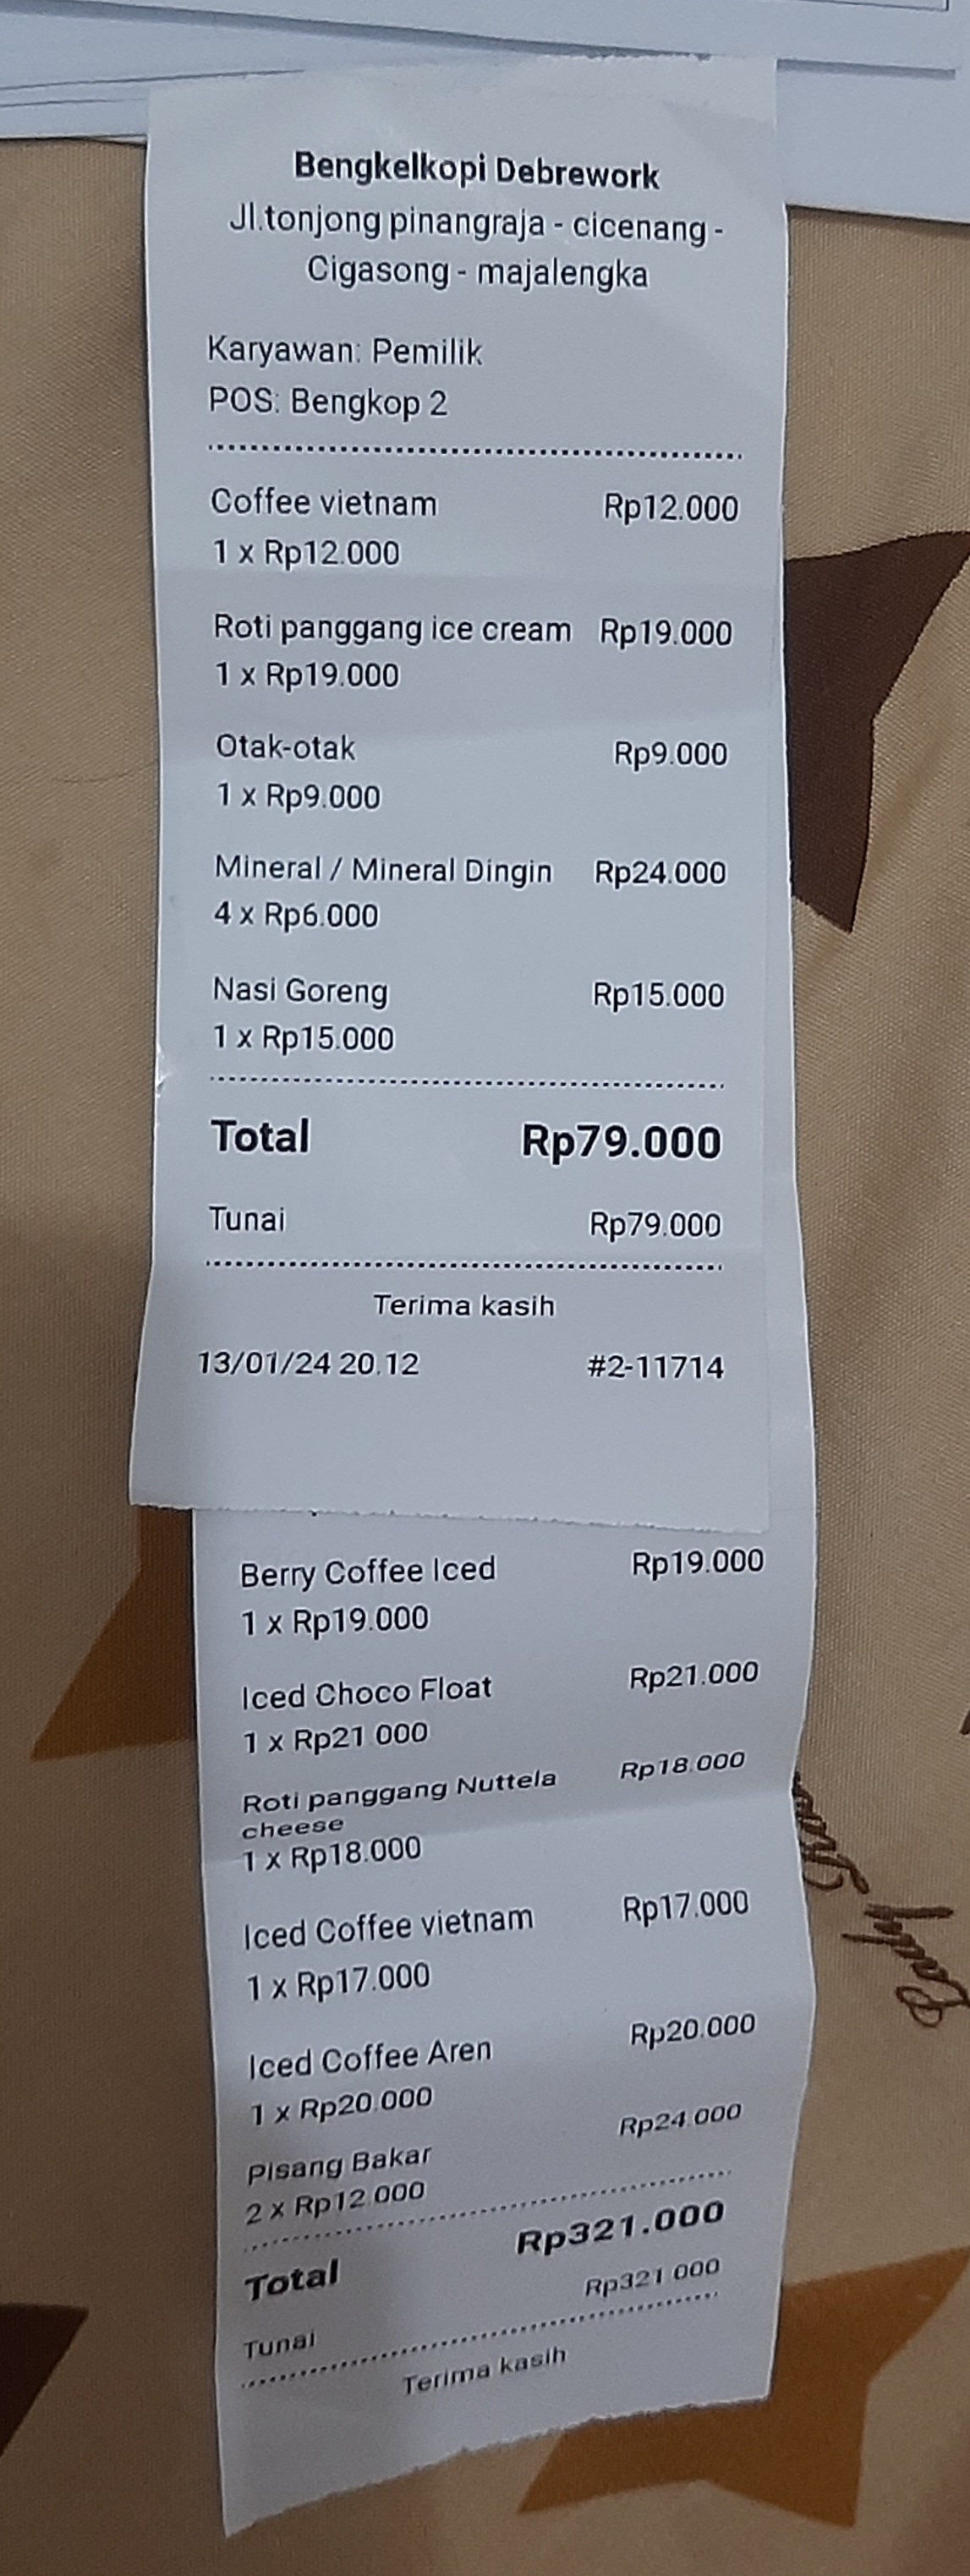 Bengkelkopi Debrework
Jl.tonjong pinangraja - cicenang -
Cigasong - majalengka
Karyawan: Pemilik
POS: Bengkop 2
Coffee vietnam Rp12.000
1 x Rp12.000
Roti panggang ice cream Rp19.000
1 x Rp19.000
Otak-otak Rp9.000
1 x Rp9.000
Mineral / Mineral Dingin Rp24.000
4 x Rp6.000
Nasi Goreng Rp15.000
1 x Rp15.000
Total Rp79.000
Tunai Rp79.000
Terima kasih
13/01/24 20.12 #2-11714
Berry Coffee Iced Rp19.000
1 x Rp19.000
Iced Choco Float Rp21.000
1 x Rp21 000
Roti panggang Nuttela Rp18.000
cheese
1 x Rp18.000
Iced Coffee vietnam Rp17.000
1 x Rp17.000
Iced Coffee Aren Rp20.000
1 x Rp20.000
Pisang Bakar Rp24.000
2 x Rp12 000
Total Rp321.000
Tunai Rp321 000
Terima kasih